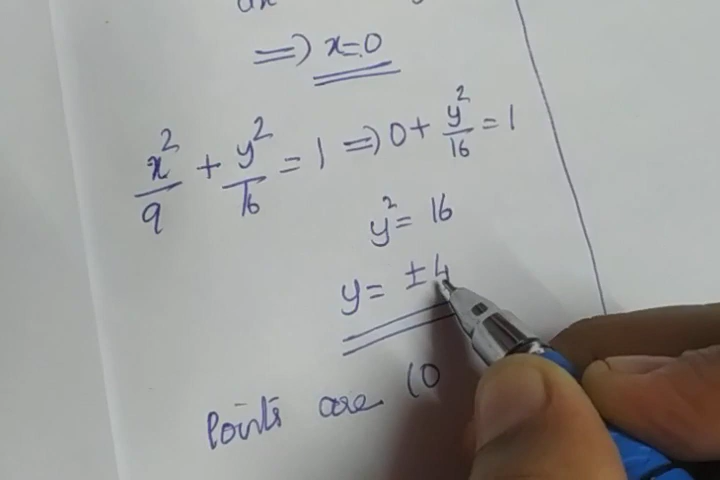 ⇒ x=0
x²/9 + y²/16 = 1 ⇒ 0 + y²/16 = 1
y² = 16
y = ±4
Points are (0